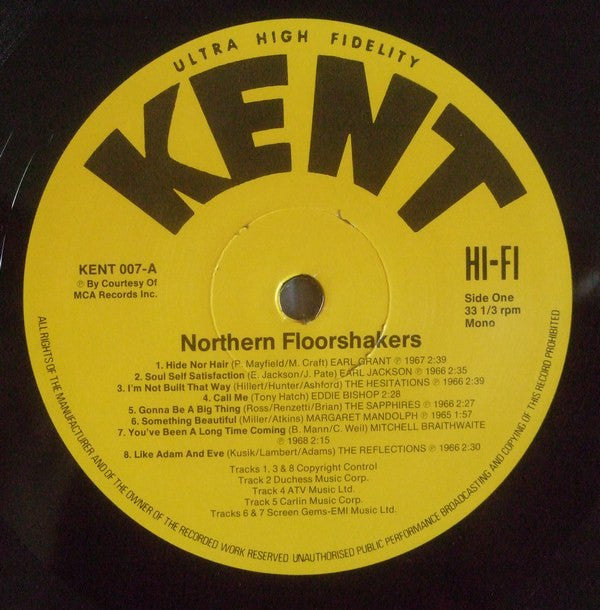 ULTRA HIGH FIDELITY
KENT
KENT 007-A
℗ By Courtesy Of
MCA Records Inc.
HI-FI
Side One
33 1/3 rpm
Mono
Northern Floorshakers
1. Hide Nor Hair (P. Mayfield/M. Craft) EARL GRANT ℗ 1967 2:39
2. Soul Self Satisfaction (E. Jackson/J. Pate) EARL JACKSON ℗ 1966 2:35
3. I'm Not Built That Way (Hillert/Hunter/Ashford) THE HESITATIONS ℗ 1966 2:39
4. Call Me (Tony Hatch) EDDIE BISHOP 2:28
5. Gonna Be A Big Thing (Ross/Renzetti/Brian) THE SAPPHIRES ℗ 1966 2:27
6. Something Beautiful (Miller/Atkins) MARGARET MANDOLPH ℗ 1965 1:57
7. You've Been A Long Time Coming (B. Mann/C. Weil) MITCHELL BRAITHWAITE
℗ 1968 2:15
8. Like Adam And Eve (Kusik/Lambert/Adams) THE REFLECTIONS ℗ 1966 2:30
Tracks 1, 3 & 8 Copyright Control
Track 2 Duchess Music Corp.
Track 4 ATV Music Ltd.
Track 5 Carlin Music Corp.
Tracks 6 & 7 Screen Gems-EMI Music Ltd.
ALL RIGHTS OF THE MANUFACTURER AND OF THE OWNER OF THE RECORDED WORK RESERVED UNAUTHORISED PUBLIC PERFORMANCE BROADCASTING AND COPYING OF THIS RECORD PROHIBITED